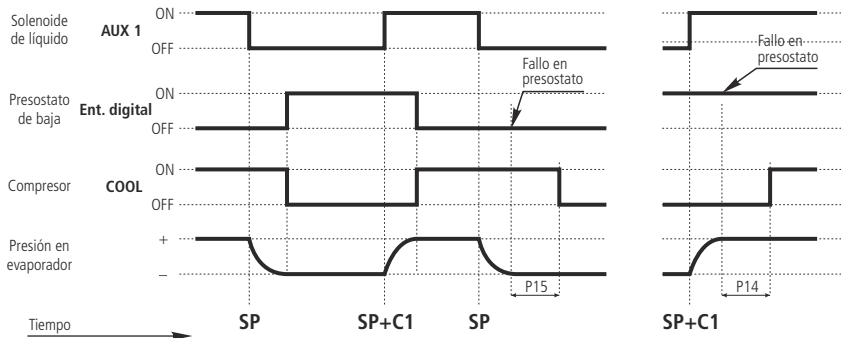 Solenoide
de líquido
AUX 1
ON
OFF
Fallo en
presostato
Fallo en
presostato
Presostato
de baja
Ent. digital
ON
OFF
Compresor
COOL
ON
OFF
Presión en
evaporador
+
–
P15
P14
Tiempo
SP
SP+C1
SP
SP+C1